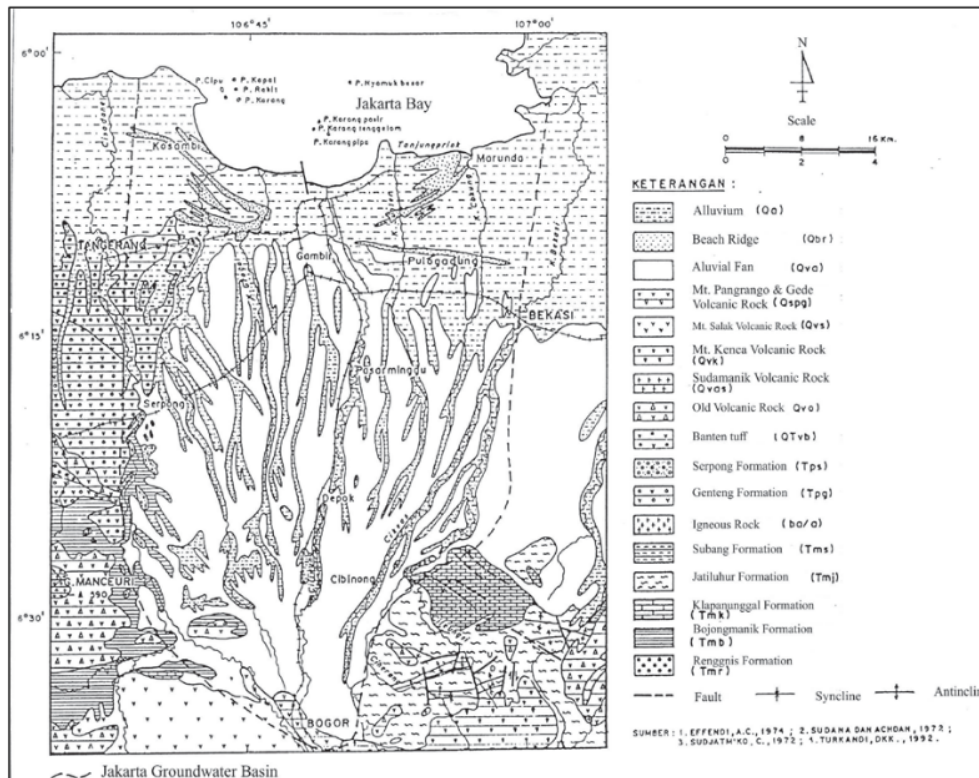 106°45'
107°00'
6°00'
P. Cipu
P. Kapal
P. Rakit
P. Karang
P. Nyamuk besar
Jakarta Bay
P. Karang pasir
P. Karang tenggelam
P. Karang pipa
Kosambi
Tanjungpriok
Marunda
TANGERANG
Gambir
Pulogadung
BEKASI
6°15'
Pasarminggu
Serpong
Depok
Cibinong
G. MANCEURI
590
6°30'
BOGOR
Jakarta Groundwater Basin
N
Scale
0 8 16 Km.
0 2 4
KETERANGAN :
Alluvium (Qa)
Beach Ridge (Qbr)
Aluvial Fan (Qva)
Mt. Pangrango & Gede
Volcanic Rock (Qspg)
Mt. Salak Volcanic Rock (Qvs)
Mt. Kenca Volcanic Rock
(Qvk)
Sudamanik Volcanic Rock
(Qvas)
Old Volcanic Rock Qvo)
Banten tuff (QTvb)
Serpong Formation (Tps)
Genteng Formation (Tpg)
Igneous Rock (ba/a)
Subang Formation (Tms)
Jatiluhur Formation (Tmj)
Klapanunggal Formation
(Tmk)
Bojongmanik Formation
(Tmb)
Renggnis Formation
(Tmr)
Fault Syncline Anticlin
SUMBER : 1. EFFENDI, A.C., 1974 ; 2. SUDANA DAN ACHDAN, 1972 ;
3. SUDJATM'KO, C., 1972 ; 1. TURKANDI, DKK., 1992.